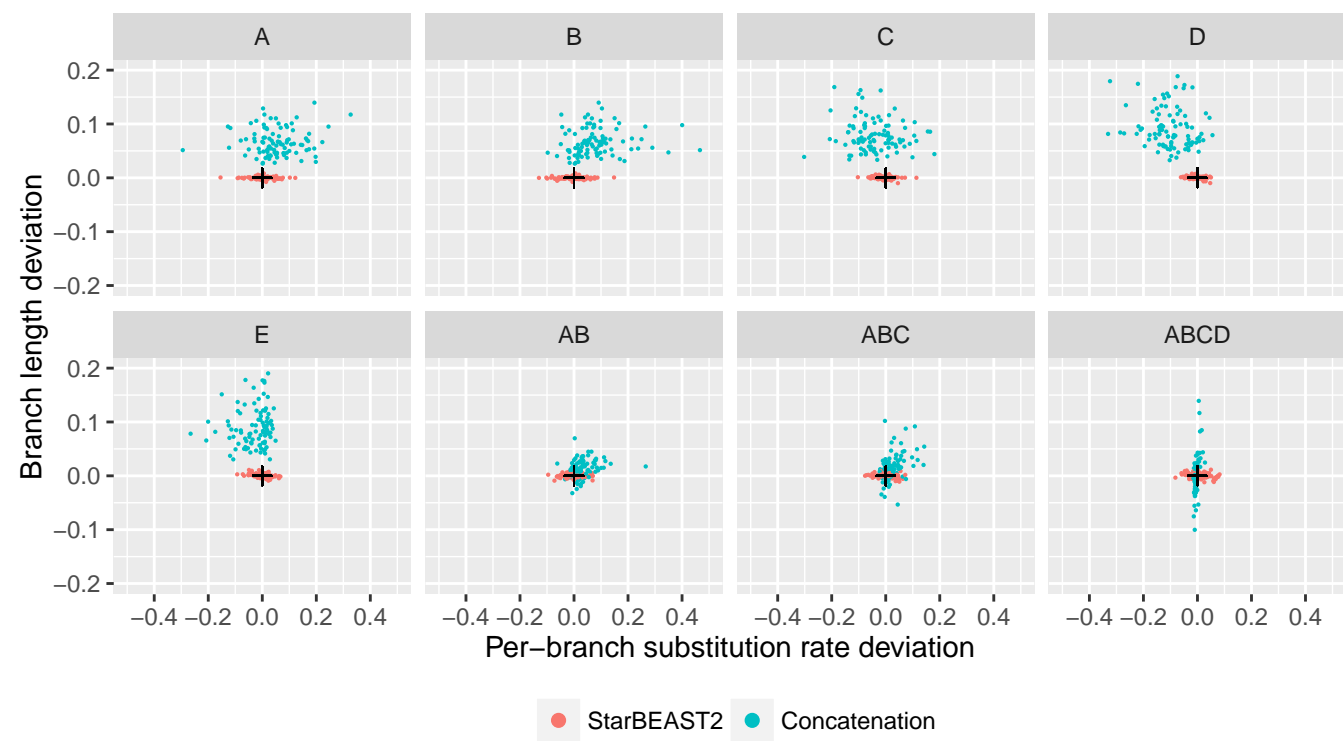 A B C D
0.2
0.1
0.0
−0.1
−0.2
E AB ABC ABCD
0.2
0.1
0.0
−0.1
−0.2
−0.4 −0.2 0.0 0.2 0.4 −0.4 −0.2 0.0 0.2 0.4 −0.4 −0.2 0.0 0.2 0.4 −0.4 −0.2 0.0 0.2 0.4
Branch length deviation
Per−branch substitution rate deviation
StarBEAST2 Concatenation